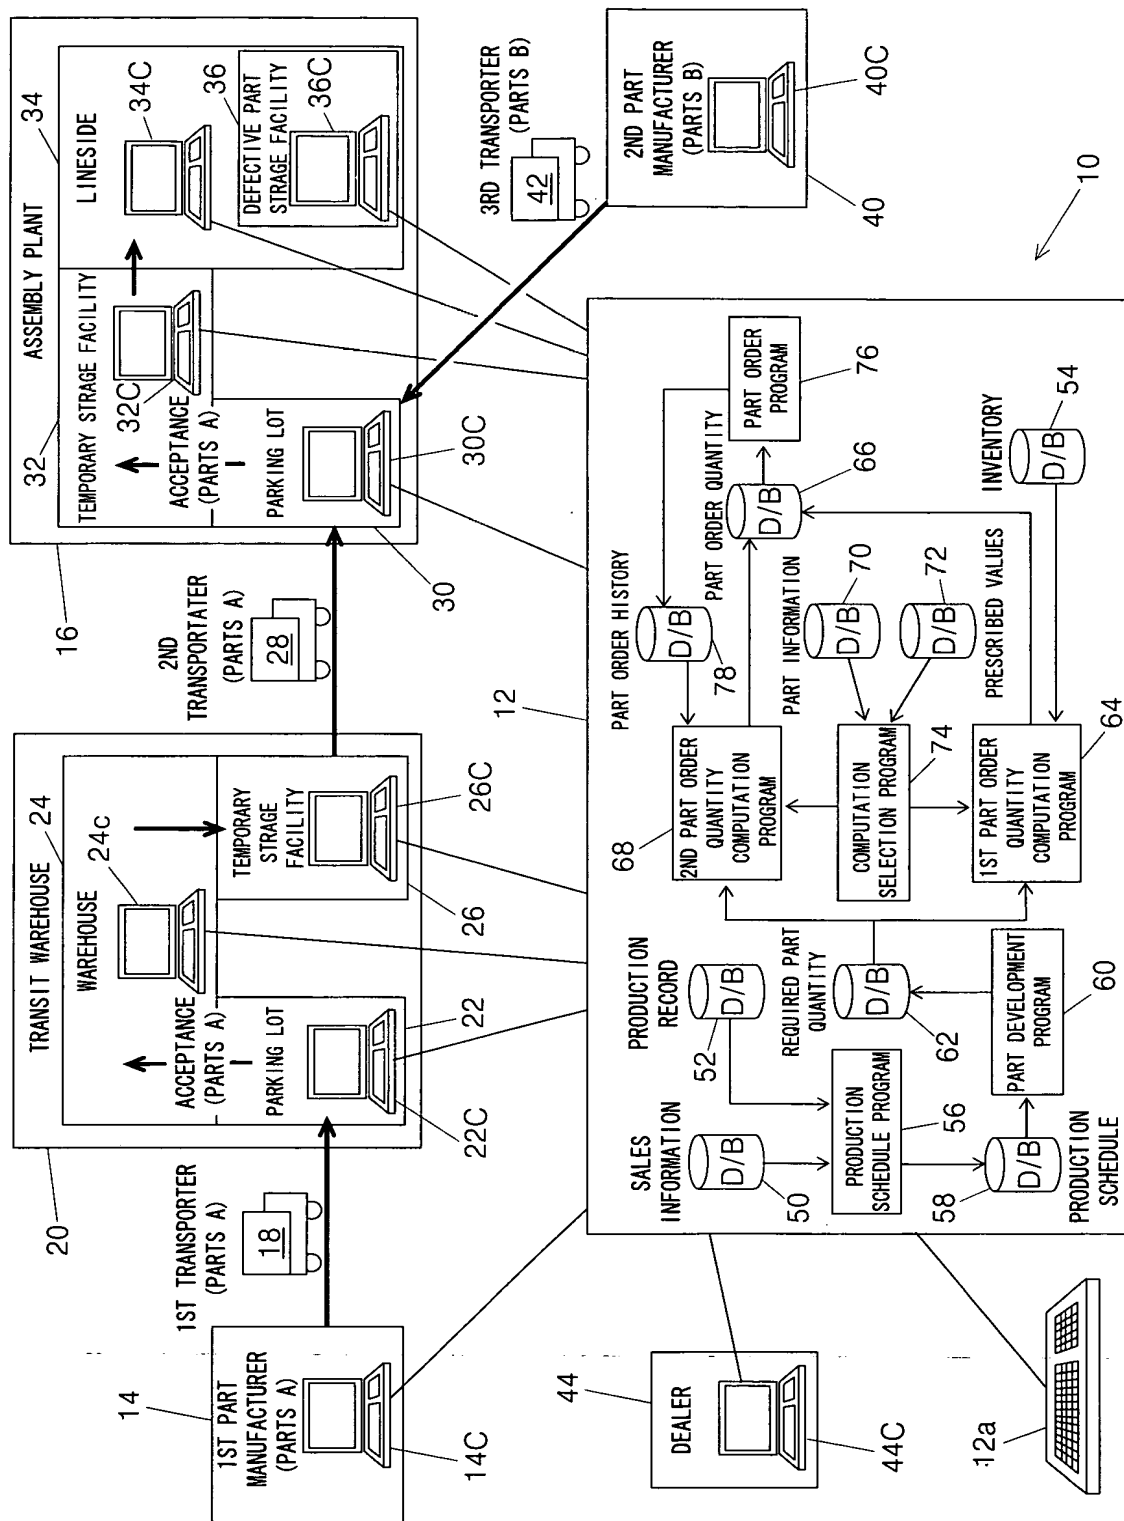 ASSEMBLY PLANT
16
32
TEMPORARY STRAGE FACILITY
32C
34
LINESIDE
34C
36
DEFECTIVE PART
STRAGE FACILITY
36C
ACCEPTANCE
(PARTS A)
PARKING LOT
30C
30
2ND
TRANSPORTATER
(PARTS A)
28
3RD TRANSPORTER
(PARTS B)
42
2ND PART
MANUFACTURER
(PARTS B)
40C
40
TRANSIT WAREHOUSE
20
24
WAREHOUSE
24c
TEMPORARY
STRAGE
FACILITY
26C
26
ACCEPTANCE
(PARTS A)
PARKING LOT
22
22C
1ST TRANSPORTER
(PARTS A)
18
14
1ST PART
MANUFACTURER
(PARTS A)
14C
10
12
SALES
INFORMATION
D/B
50
PRODUCTION
RECORD
D/B
52
PRODUCTION
SCHEDULE PROGRAM
56
D/B
58
PRODUCTION
SCHEDULE
REQUIRED PART
QUANTITY
D/B
62
PART DEVELOPMENT
PROGRAM
60
68
2ND PART ORDER
QUANTITY
COMPUTATION
PROGRAM
COMPUTATION
SELECTION PROGRAM
74
1ST PART ORDER
QUANTITY
COMPUTATION
PROGRAM
64
PART ORDER HISTORY
D/B
78
PART ORDER QUANTITY
D/B
66
PART ORDER
PROGRAM
76
PART INFORMATION
D/B
70
D/B
72
PRESCRIBED VALUES
INVENTORY
D/B
54
44
DEALER
44C
12a